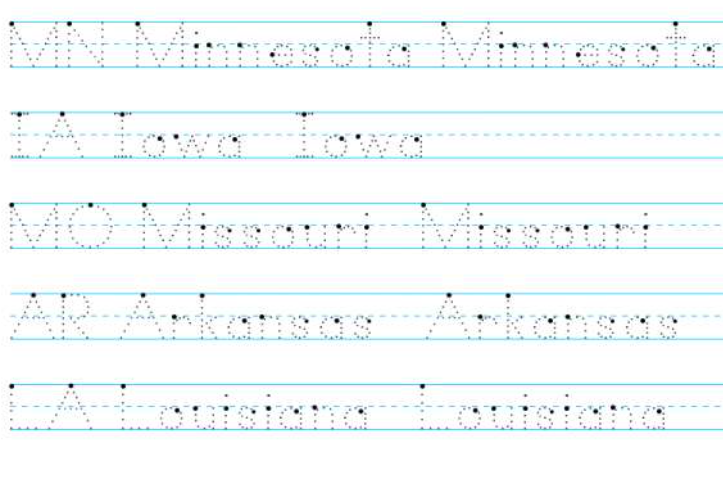 MN Minnesota Minnesota
IA Iowa Iowa
MO Missouri Missouri
AR Arkansas Arkansas
LA Louisiana Louisiana